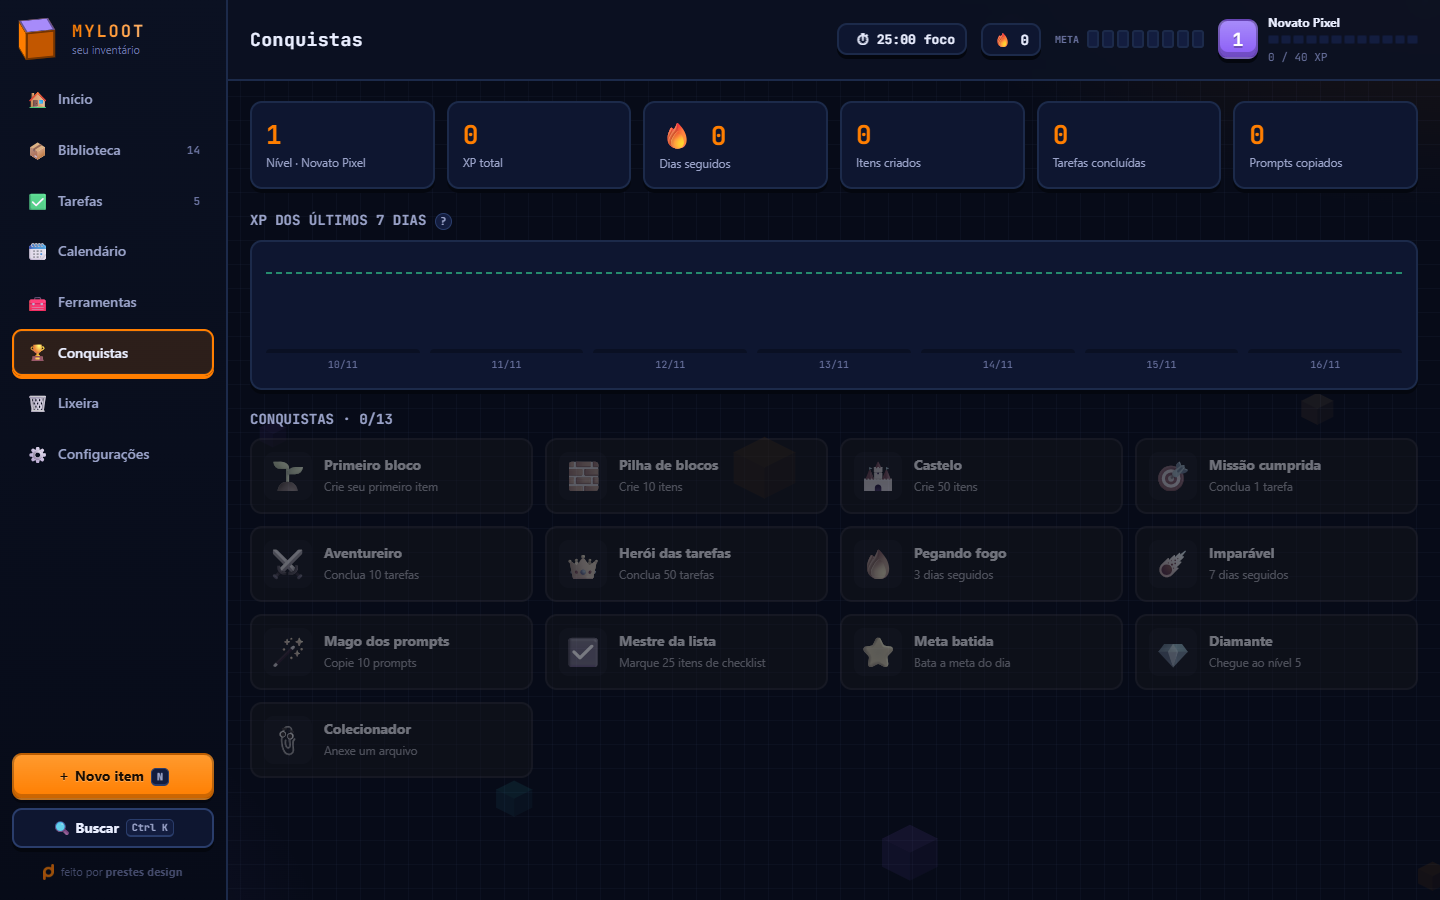 MYLOOT
seu inventário
Início
Biblioteca 14
Tarefas 5
Calendário
Ferramentas
Conquistas
Lixeira
Configurações
+ Novo item N
Buscar Ctrl K
feito por prestes design
Conquistas
25:00 foco
0
META
1
Novato Pixel
0 / 40 XP
1
Nível · Novato Pixel
0
XP total
0
Dias seguidos
0
Itens criados
0
Tarefas concluídas
0
Prompts copiados
XP DOS ÚLTIMOS 7 DIAS ?
10/11 11/11 12/11 13/11 14/11 15/11 16/11
CONQUISTAS · 0/13
Primeiro bloco
Crie seu primeiro item
Pilha de blocos
Crie 10 itens
Castelo
Crie 50 itens
Missão cumprida
Conclua 1 tarefa
Aventureiro
Conclua 10 tarefas
Herói das tarefas
Conclua 50 tarefas
Pegando fogo
3 dias seguidos
Imparável
7 dias seguidos
Mago dos prompts
Copie 10 prompts
Mestre da lista
Marque 25 itens de checklist
Meta batida
Bata a meta do dia
Diamante
Chegue ao nível 5
Colecionador
Anexe um arquivo